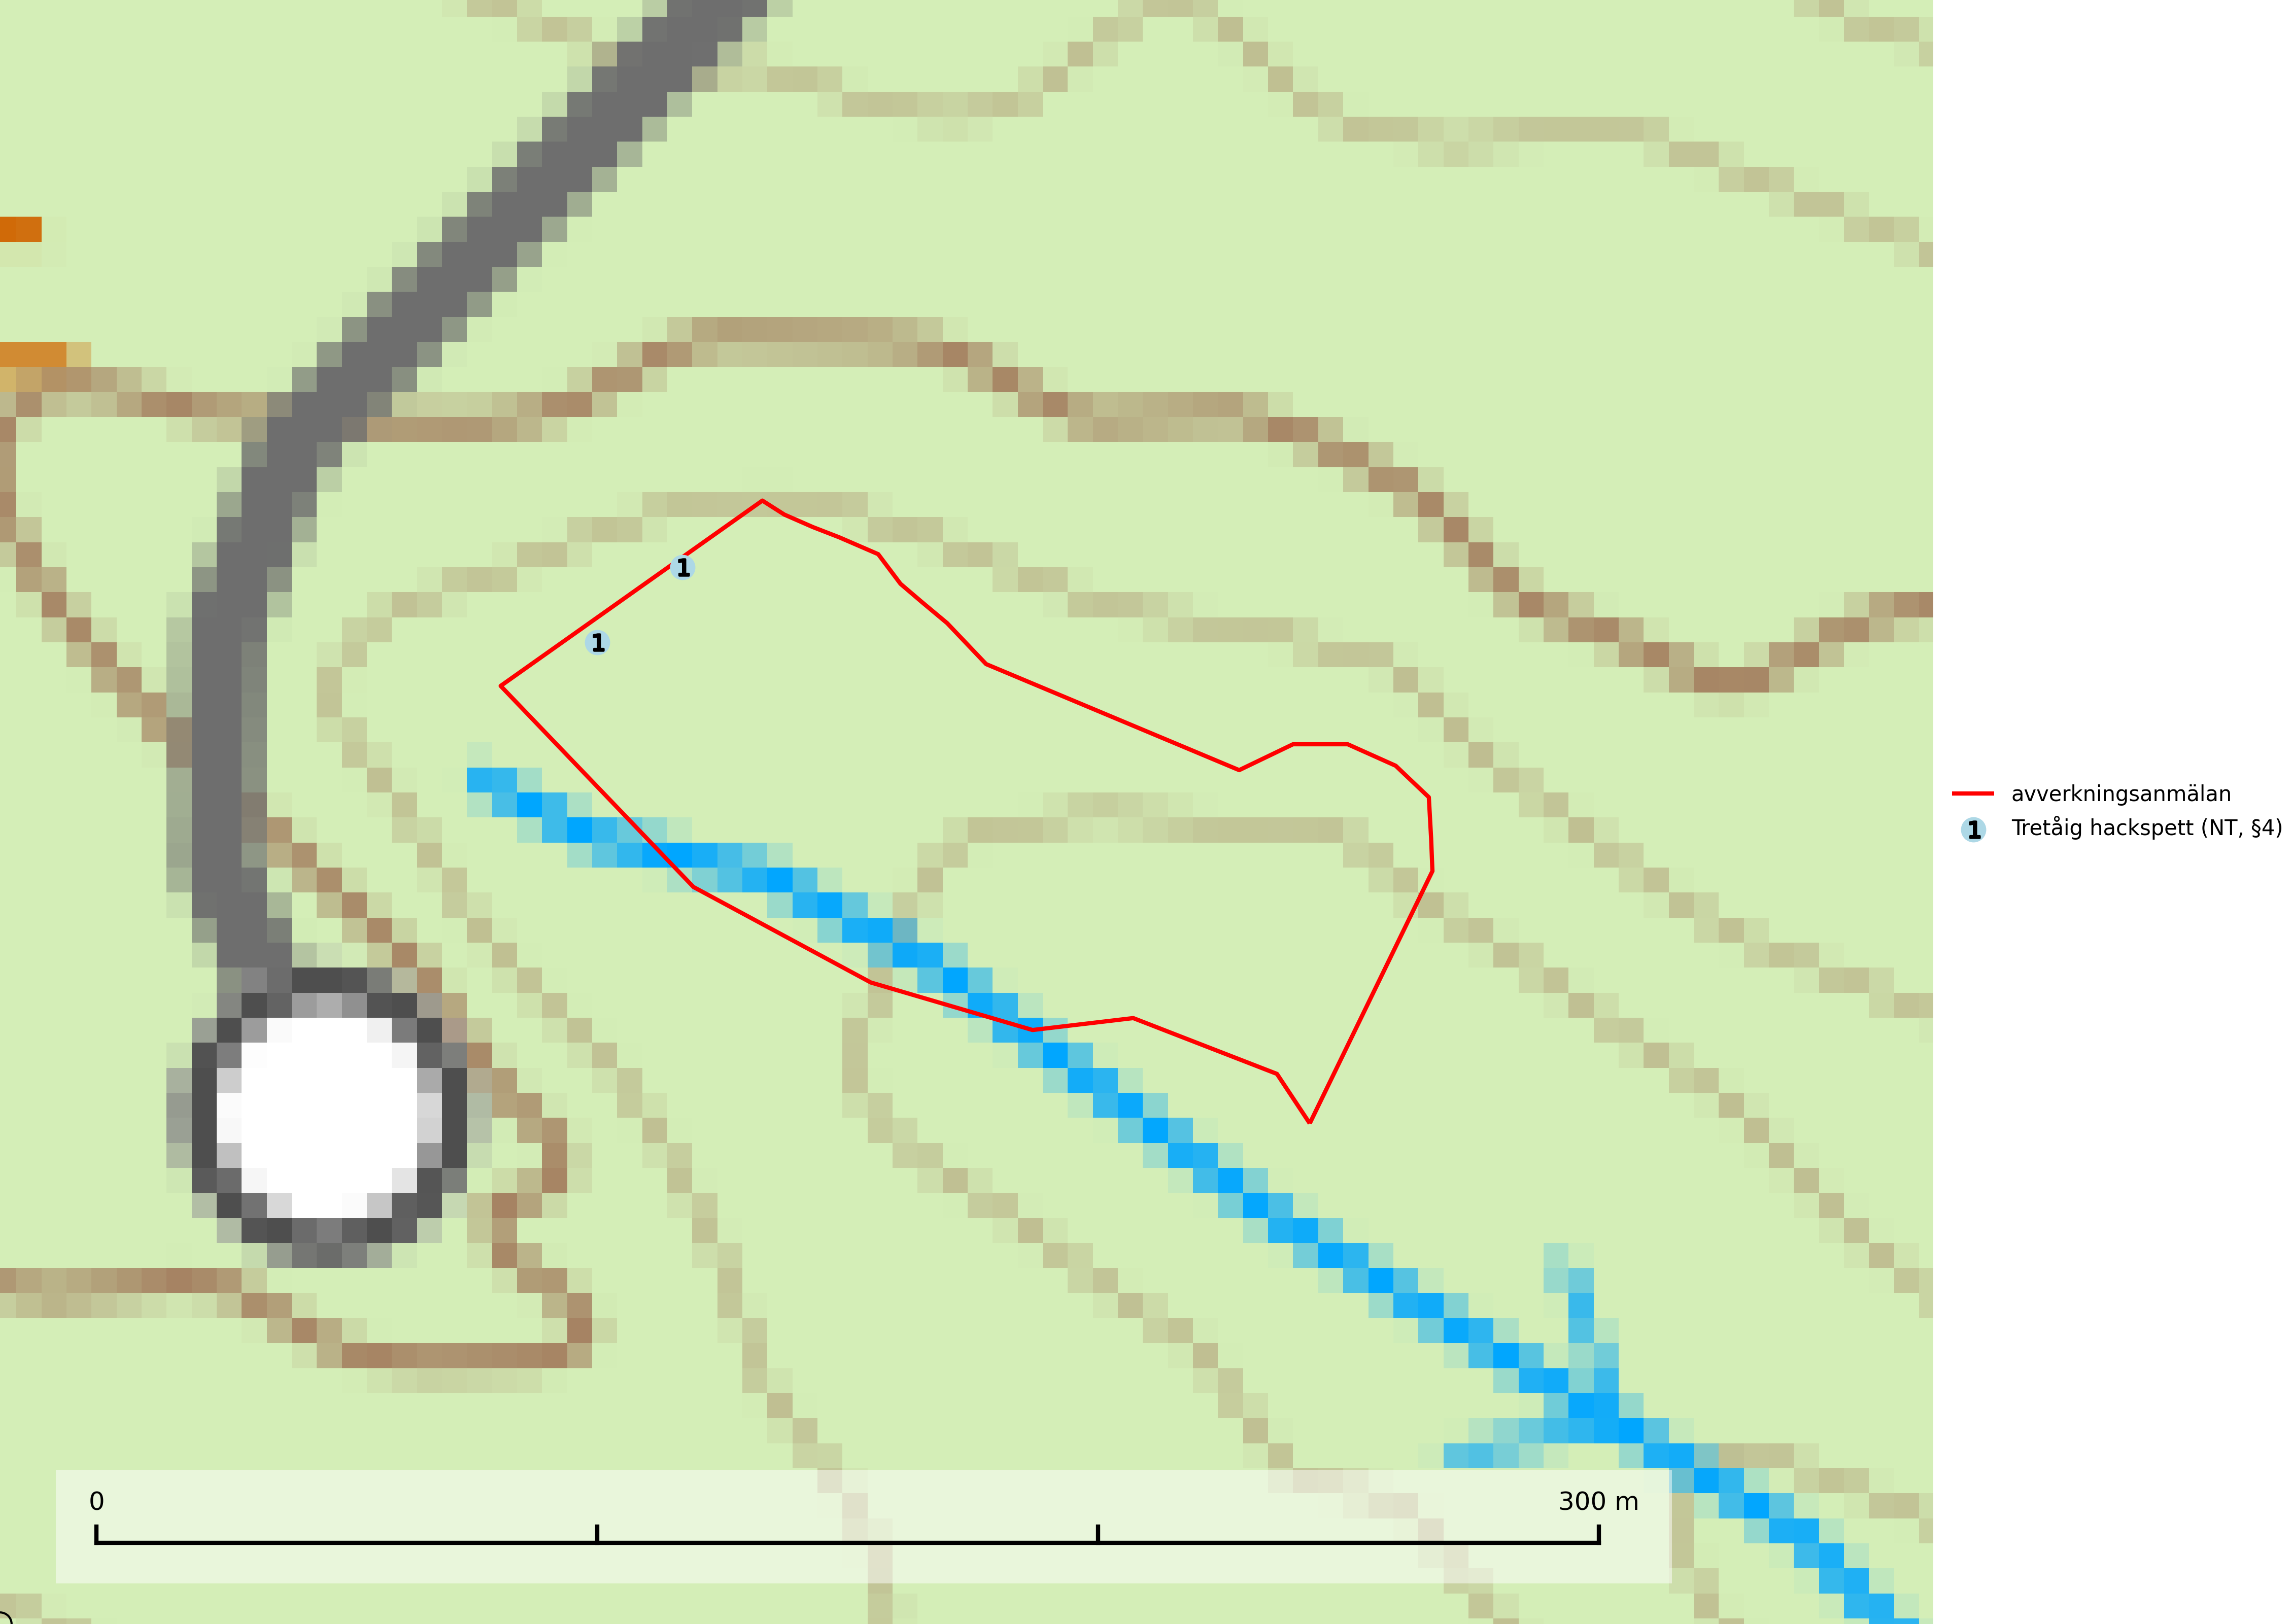 1
1
avverkningsanmälan
1 Tretåig hackspett (NT, §4)
0 300 m